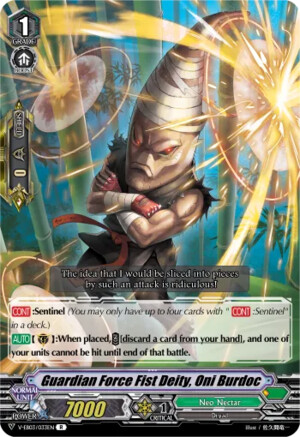 1
GRADE
The idea that I would be sliced into pieces
by such an attack is ridiculous!
CONT :Sentinel (You may only have up to four cards with " CONT :Sentinel"
in a deck.)
AUTO :When placed, [discard a card from your hand], and one of
your units cannot be hit until end of that battle.
Guardian Force Fist Deity, Oni Burdoc
NORMAL
UNIT
POWER
7000
1
CRITICAL
Neo Nectar
Dryad
V-EB03/033EN R